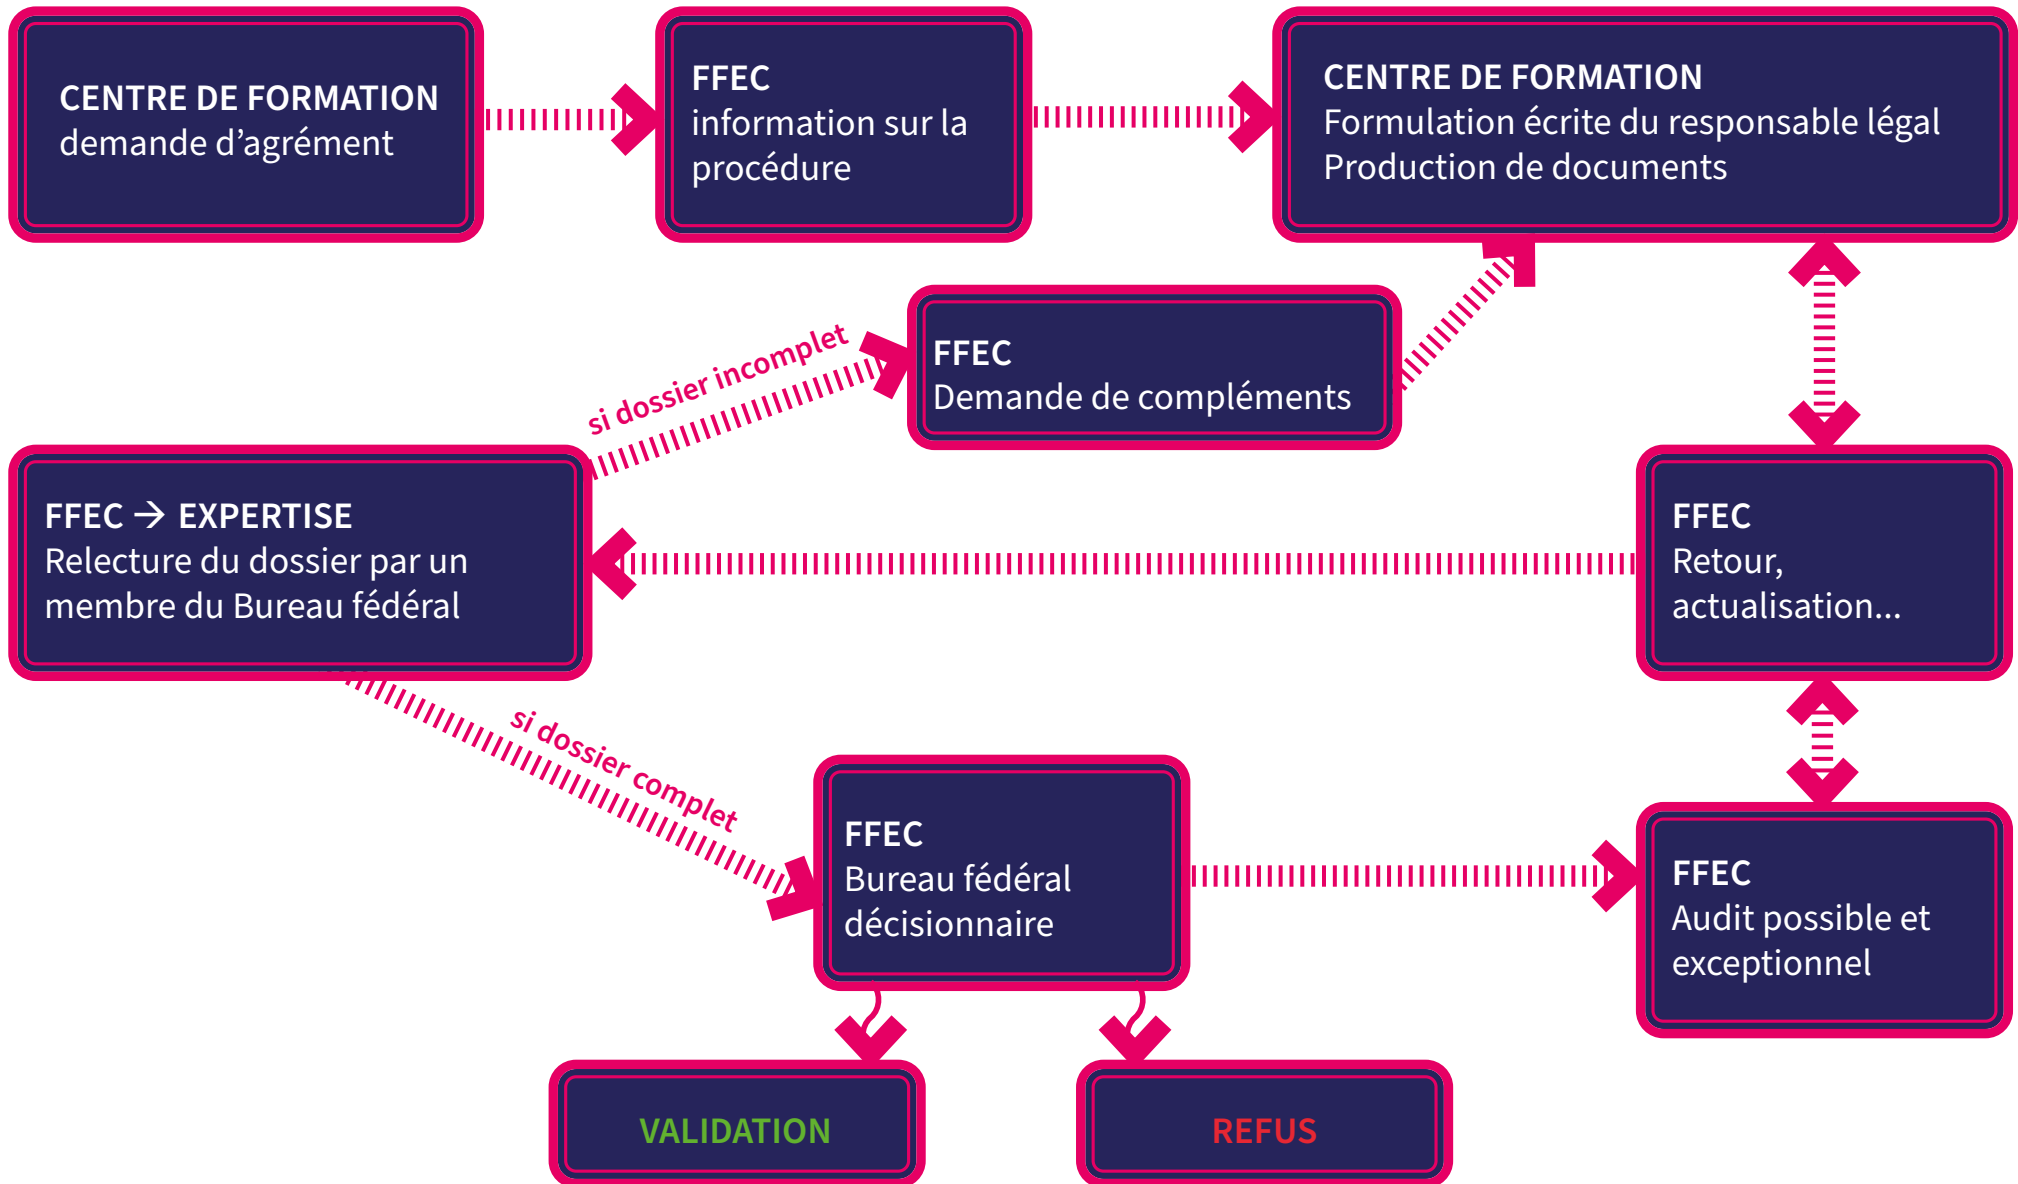 CENTRE DE FORMATION
demande d’agrément
FFEC
information sur la
procédure
CENTRE DE FORMATION
Formulation écrite du responsable légal
Production de documents
si dossier incomplet
FFEC
Demande de compléments
FFEC → EXPERTISE
Relecture du dossier par un
membre du Bureau fédéral
FFEC
Retour,
actualisation...
si dossier complet
FFEC
Bureau fédéral
décisionnaire
FFEC
Audit possible et
exceptionnel
VALIDATION
REFUS